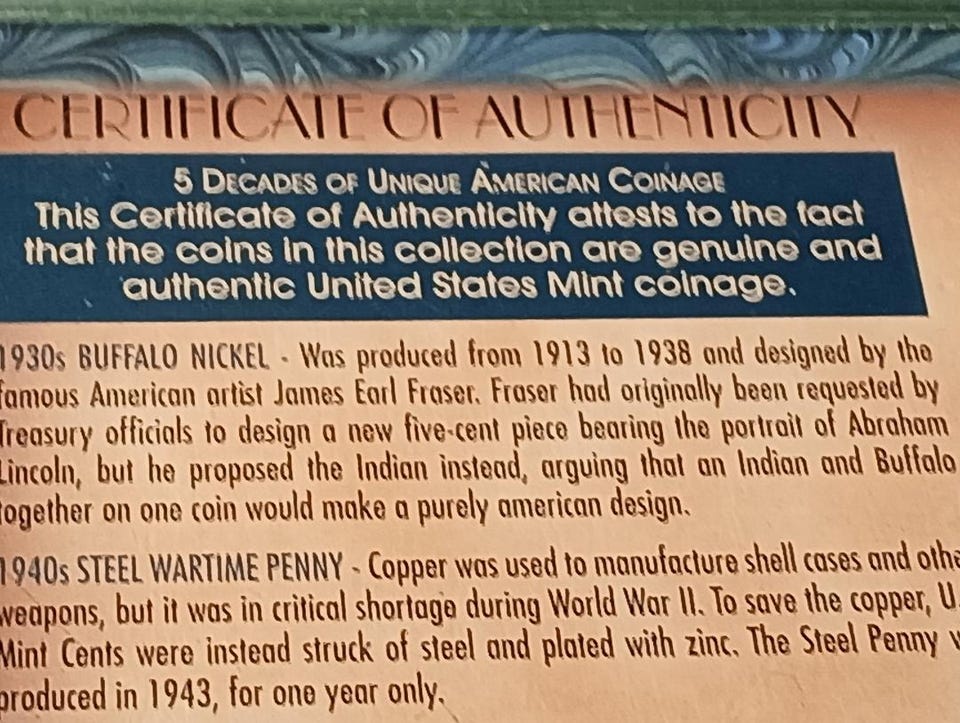 CERTIFICATE OF AUTHENTICITY
5 DECADES OF UNIQUE AMERICAN COINAGE
This Certificate of Authenticity attests to the fact
that the coins in this collection are genuine and
authentic United States Mint coinage.
1930s BUFFALO NICKEL - Was produced from 1913 to 1938 and designed by the
famous American artist James Earl Fraser. Fraser had originally been requested by
Treasury officials to design a new five-cent piece bearing the portrait of Abraham
Lincoln, but he proposed the Indian instead, arguing that an Indian and Buffalo
together on one coin would make a purely american design.
1940s STEEL WARTIME PENNY - Copper was used to manufacture shell cases and othe
weapons, but it was in critical shortage during World War II. To save the copper, U.
Mint Cents were instead struck of steel and plated with zinc. The Steel Penny
produced in 1943, for one year only.